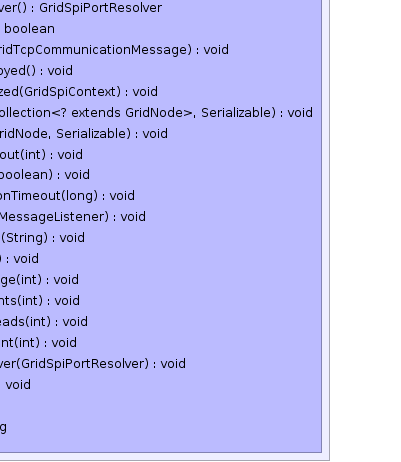 ver() : GridSpiPortResolver
boolean
ridTcpCommunicationMessage) : void
oyed() : void
zed(GridSpiContext) : void
ollection<? extends GridNode>, Serializable) : void
ridNode, Serializable) : void
out(int) : void
boolean) : void
onTimeout(long) : void
MessageListener) : void
(String) : void
) : void
ge(int) : void
nts(int) : void
eads(int) : void
nt(int) : void
ver(GridSpiPortResolver) : void
void
g